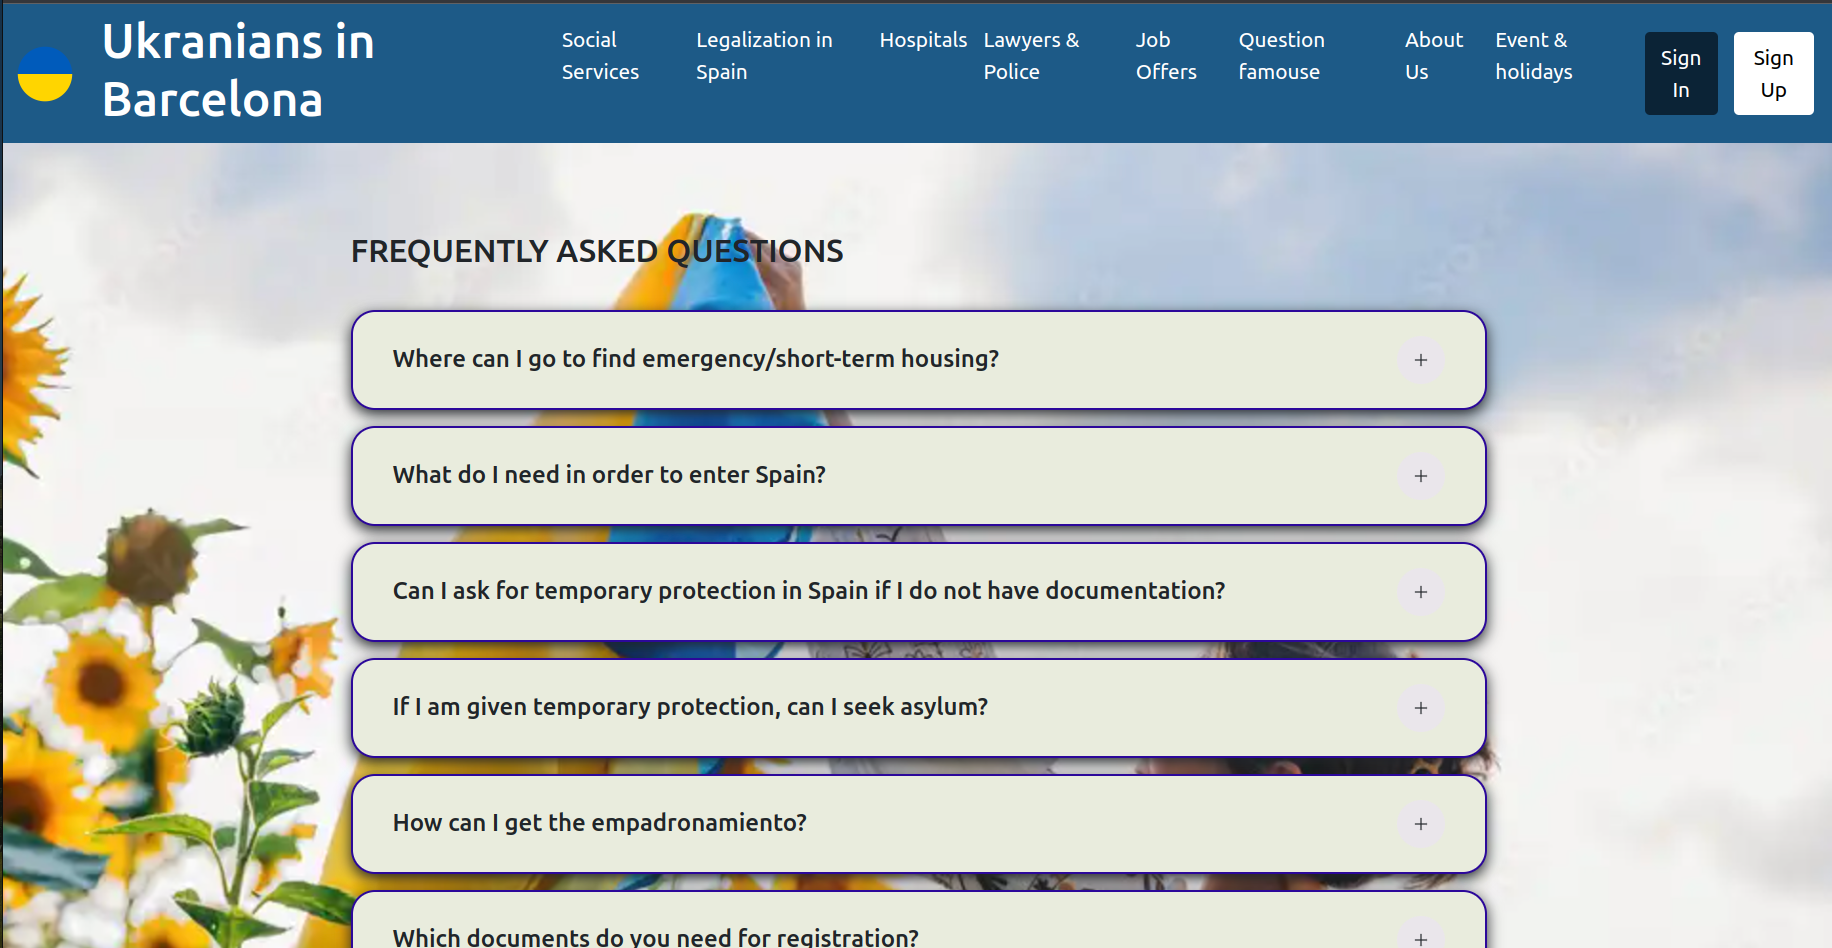 Ukranians in
Barcelona
Social
Services
Legalization in
Spain
Hospitals
Lawyers &
Police
Job
Offers
Question
famouse
About
Us
Event &
holidays
Sign
In
Sign
Up
FREQUENTLY ASKED QUESTIONS
Where can I go to find emergency/short-term housing?
+
What do I need in order to enter Spain?
+
Can I ask for temporary protection in Spain if I do not have documentation?
+
If I am given temporary protection, can I seek asylum?
+
How can I get the empadronamiento?
+
Which documents do you need for registration?
+